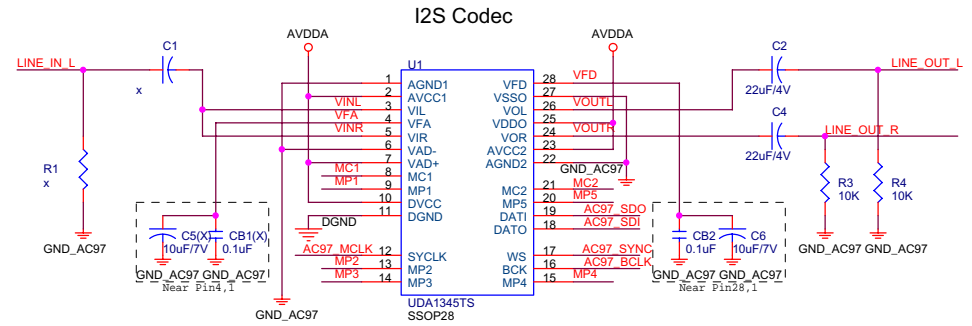 I2S Codec
AVDDA
AVDDA
C1
C2
U1
LINE_IN_L
LINE_OUT_L
x
22uF/4V
1 AGND1
2 AVCC1
VINL 3 VIL
VFA 4 VFA
VINR 5 VIR
6 VAD-
7 VAD+
MC1 8 MC1
MP1 9 MP1
10 DVCC
DGND 11 DGND
AC97_MCLK 12 SYCLK
MP2 13 MP2
MP3 14 MP3
VFD 28 VFD
VSSO 27
VOL 26 VOUTL
VDDO 25
VOR 24 VOUTR
AVCC2 23
AGND2 22 GND_AC97
MC2 21 MC2
MP5 20 MP5
DATI 19 AC97_SDO
DATO 18 AC97_SDI
WS 17 AC97_SYNC
BCK 16 AC97_BCLK
MP4 15 MP4
C4
22uF/4V
LINE_OUT_R
R1
x
R3
10K
R4
10K
GND_AC97
C5(X)
10uF/7V
CB1(X)
0.1uF
GND_AC97 GND_AC97
Near Pin4,1
GND_AC97
UDA1345TS
SSOP28
CB2
0.1uF
C6
10uF/7V
GND_AC97 GND_AC97
Near Pin28,1
GND_AC97 GND_AC97